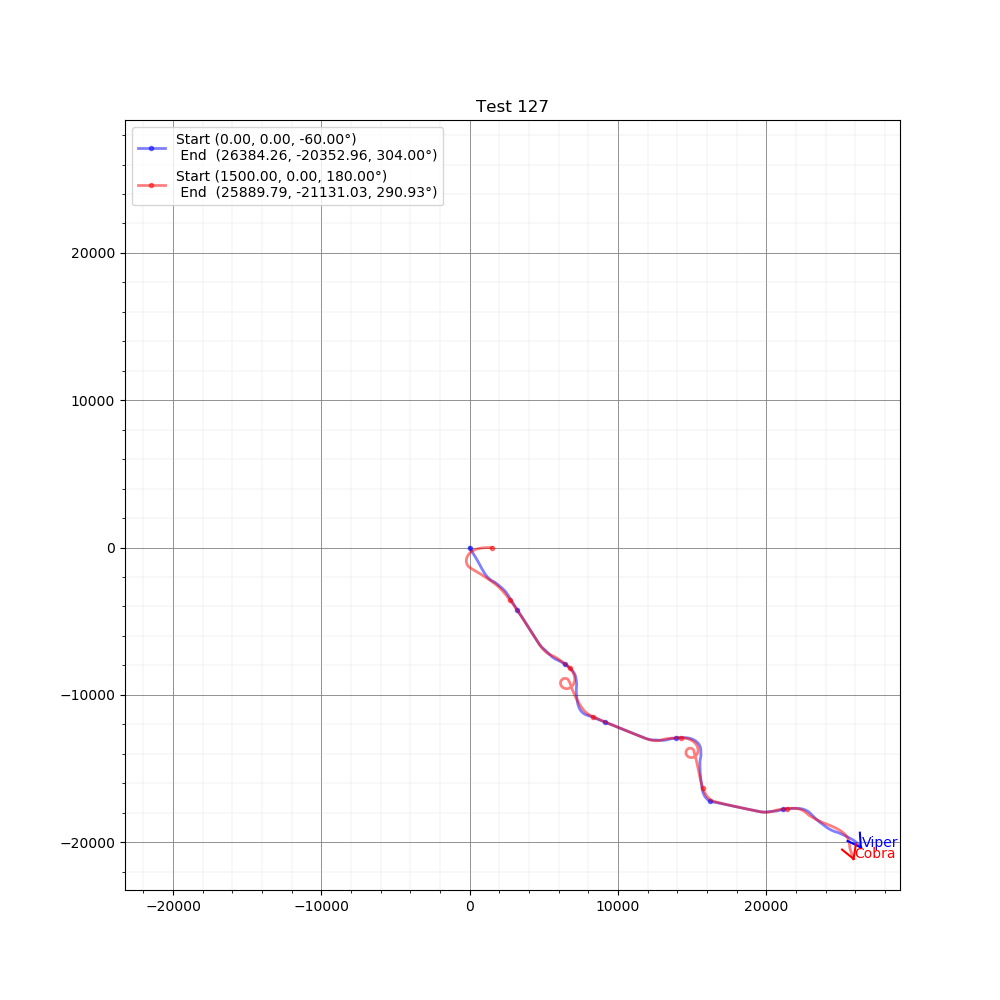 Test 127
Start (0.00, 0.00, -60.00°)
End (26384.26, -20352.96, 304.00°)
Start (1500.00, 0.00, 180.00°)
End (25889.79, -21131.03, 290.93°)
20000
10000
0
−10000
−20000
Viper
Cobra
−20000
−10000
0
10000
20000